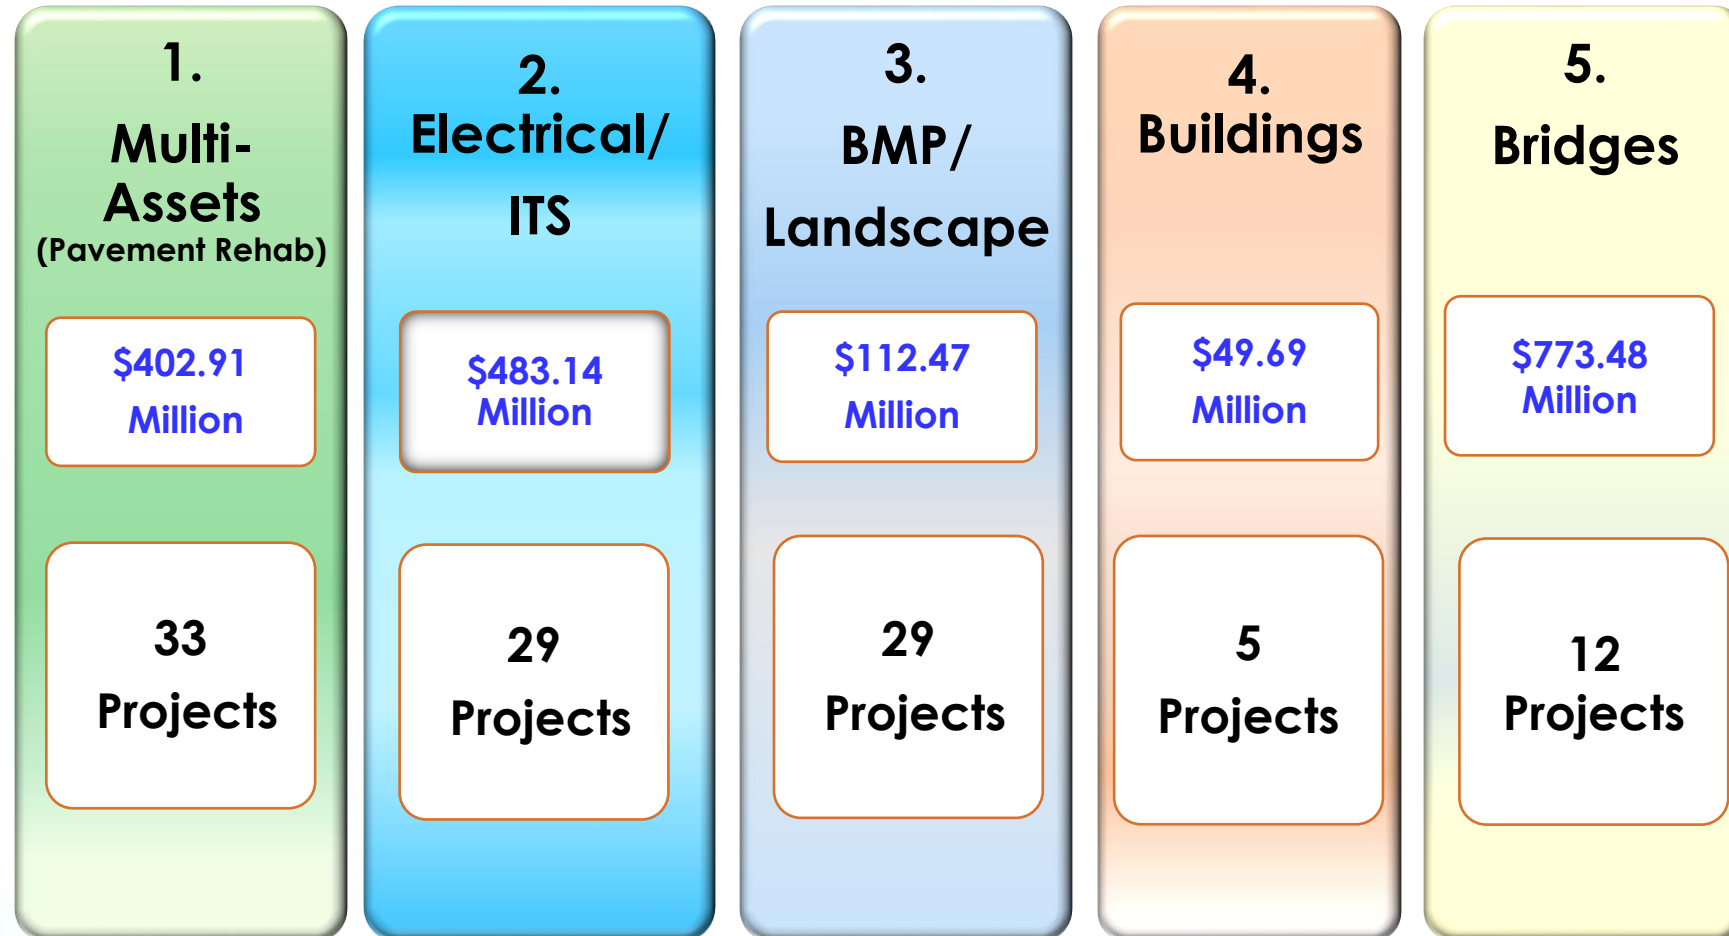 1.
Multi-
Assets
(Pavement Rehab)
$402.91
Million
33
Projects
2.
Electrical/
ITS
$483.14
Million
29
Projects
3.
BMP/
Landscape
$112.47
Million
29
Projects
4.
Buildings
$49.69
Million
5
Projects
5.
Bridges
$773.48
Million
12
Projects